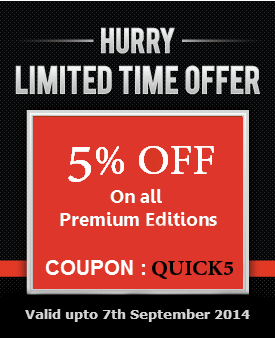 HURRY
LIMITED TIME OFFER
5% OFF
On all
Premium Editions
COUPON : QUICK5
Valid upto 7th September 2014